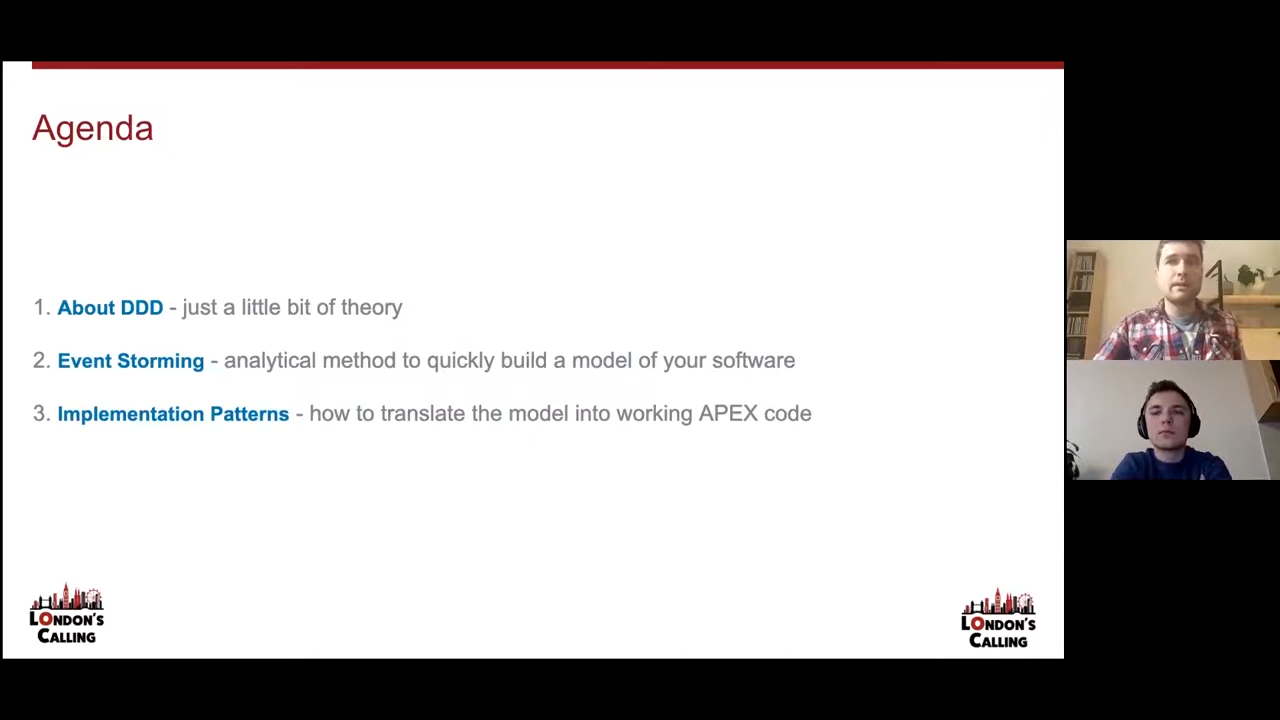 Agenda
1. About DDD - just a little bit of theory
2. Event Storming - analytical method to quickly build a model of your software
3. Implementation Patterns - how to translate the model into working APEX code
LONDON'S
CALLING
LONDON'S
CALLING